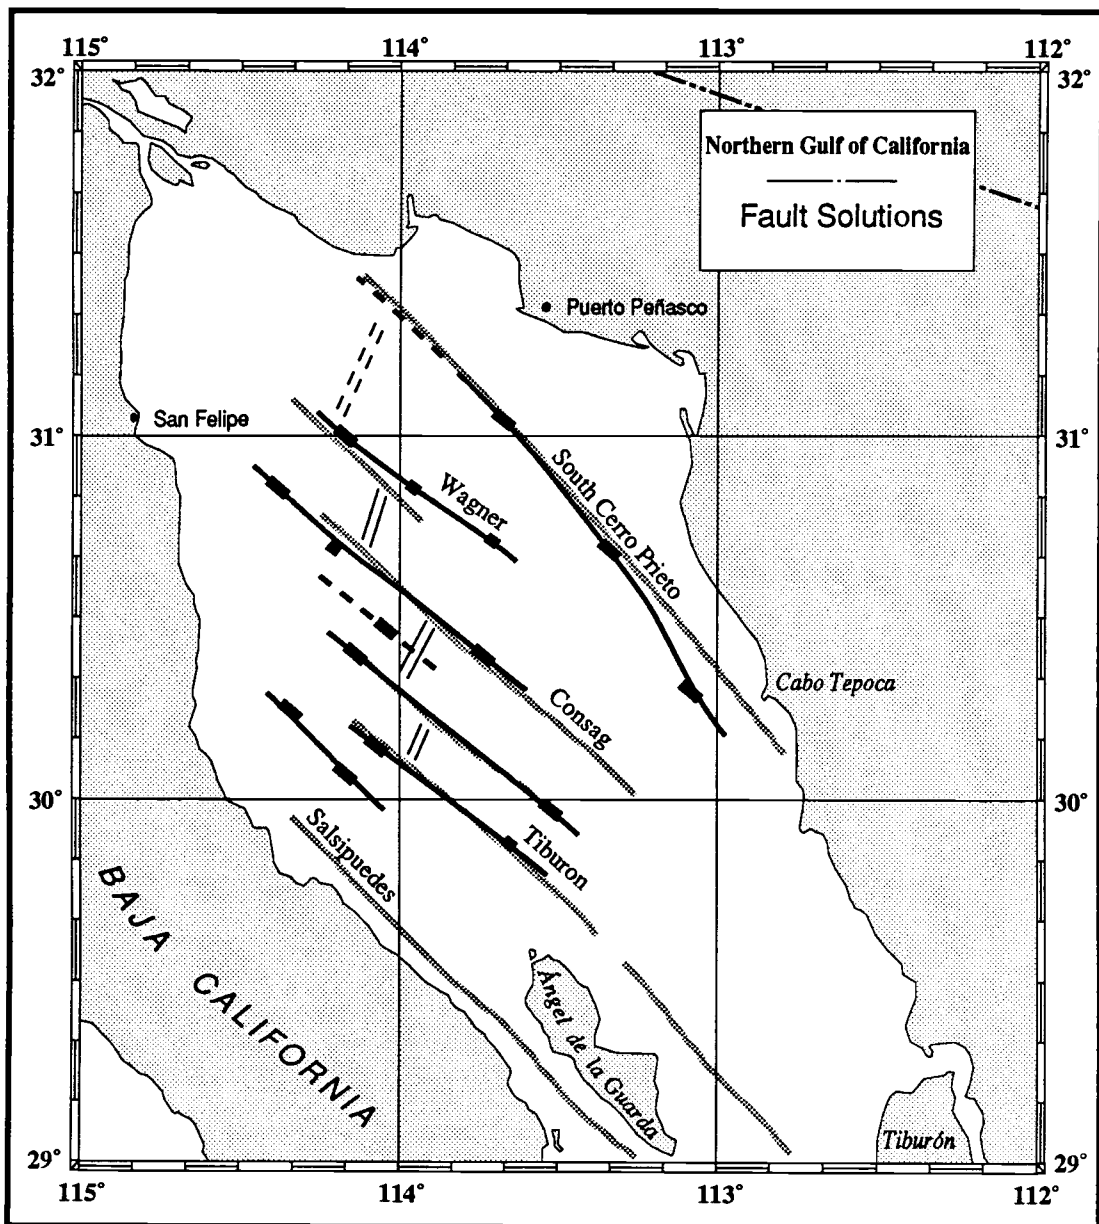 115° 114° 113° 112°
32° 32°
Northern Gulf of California
Fault Solutions
Puerto Peñasco
San Felipe
31° 31°
Wagner
South Cerro Prieto
Cabo Tepoca
Consag
30° 30°
Tiburon
Salsipuedes
BAJA CALIFORNIA
Ángel de la Guarda
Tiburón
29° 29°
115° 114° 113° 112°